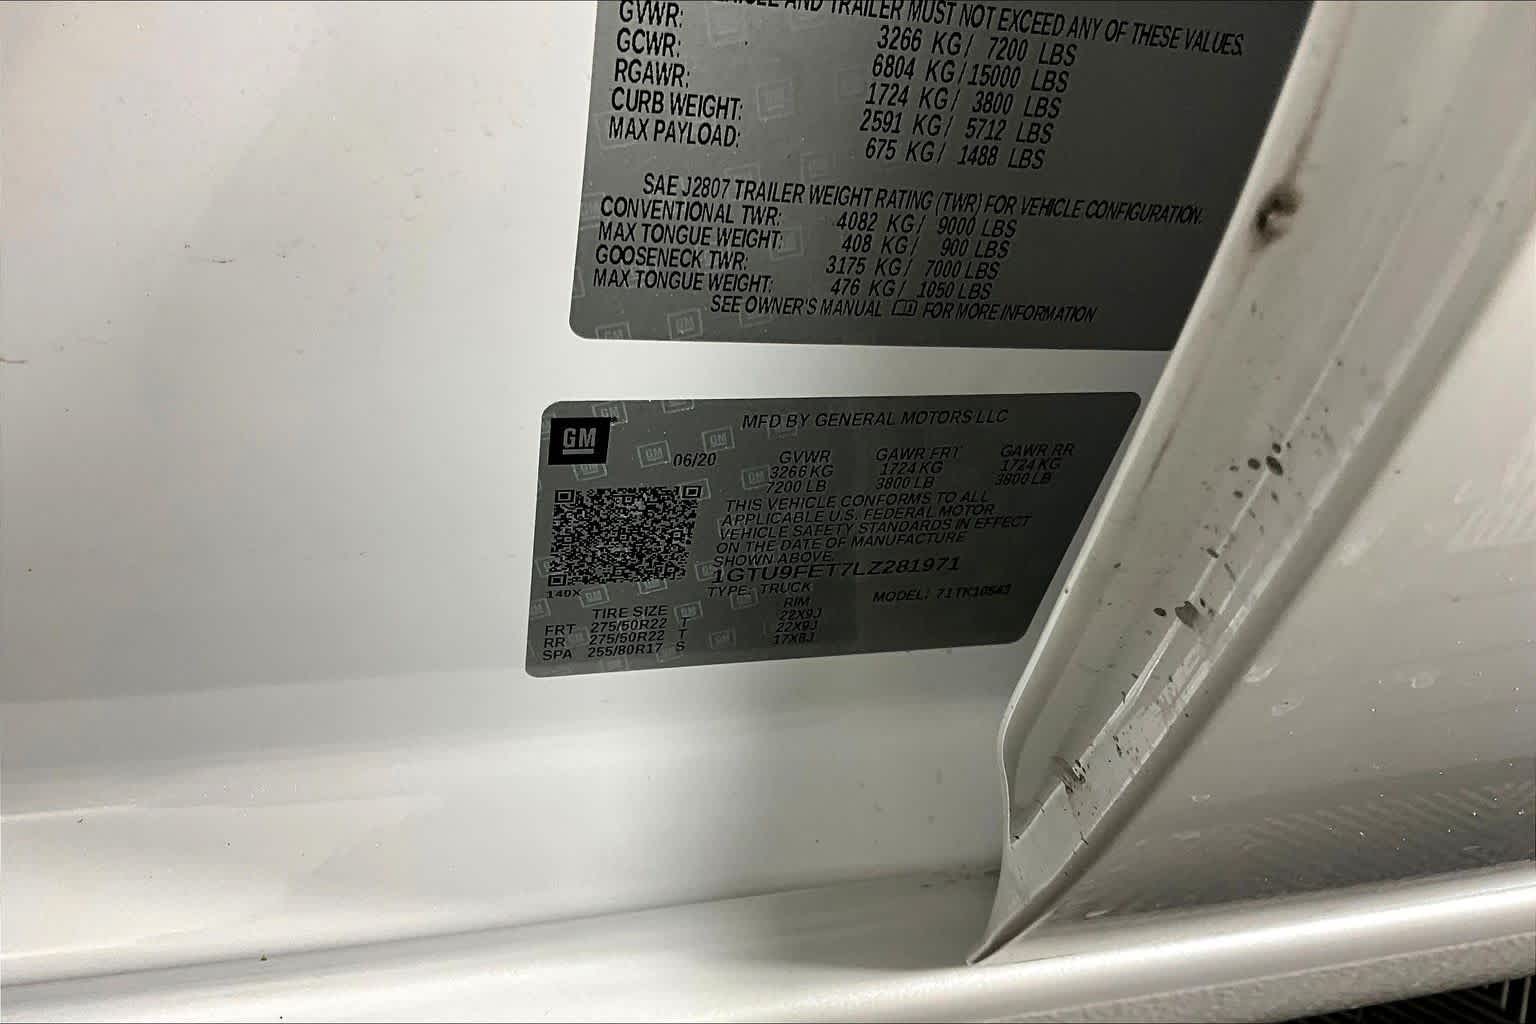 VEHICLE AND TRAILER MUST NOT EXCEED ANY OF THESE VALUES.
GVWR: 3266 KG/ 7200 LBS
GCWR: 6804 KG/15000 LBS
RGAWR: 1724 KG/ 3800 LBS
CURB WEIGHT: 2591 KG/ 5712 LBS
MAX PAYLOAD: 675 KG/ 1488 LBS
SAE J2807 TRAILER WEIGHT RATING (TWR) FOR VEHICLE CONFIGURATION.
CONVENTIONAL TWR: 4082 KG/ 9000 LBS
MAX TONGUE WEIGHT: 408 KG/ 900 LBS
GOOSENECK TWR: 3175 KG/ 7000 LBS
MAX TONGUE WEIGHT: 476 KG/ 1050 LBS
SEE OWNER'S MANUAL FOR MORE INFORMATION
GM
MFD BY GENERAL MOTORS LLC
06/20
GVWR GAWR FRT GAWR RR
3266 KG 1724 KG 1724 KG
7200 LB 3800 LB 3800 LB
THIS VEHICLE CONFORMS TO ALL
APPLICABLE U.S. FEDERAL MOTOR
VEHICLE SAFETY STANDARDS IN EFFECT
ON THE DATE OF MANUFACTURE
SHOWN ABOVE.
1GTU9FET7LZ281971
TYPE: TRUCK MODEL: 71TK10543
140X
TIRE SIZE RIM
FRT 275/50R22 T 22X9J
RR 275/50R22 T 22X9J
SPA 255/80R17 S 17X8J